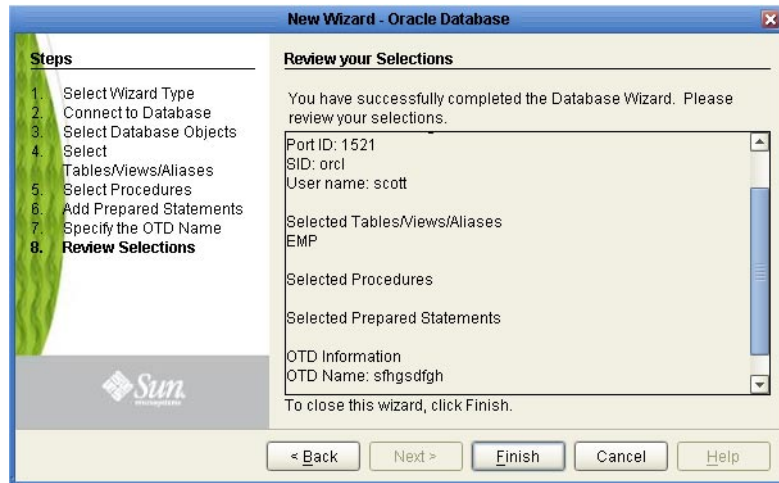 New Wizard - Oracle Database
Steps
1. Select Wizard Type
2. Connect to Database
3. Select Database Objects
4. Select
Tables/Views/Aliases
5. Select Procedures
6. Add Prepared Statements
7. Specify the OTD Name
8. Review Selections
Sun
microsystems
Review your Selections
You have successfully completed the Database Wizard. Please
review your selections.
Port ID: 1521
SID: orcl
User name: scott
Selected Tables/Views/Aliases
EMP
Selected Procedures
Selected Prepared Statements
OTD Information
OTD Name: sfhgsdfgh
To close this wizard, click Finish.
< Back
Next >
Finish
Cancel
Help